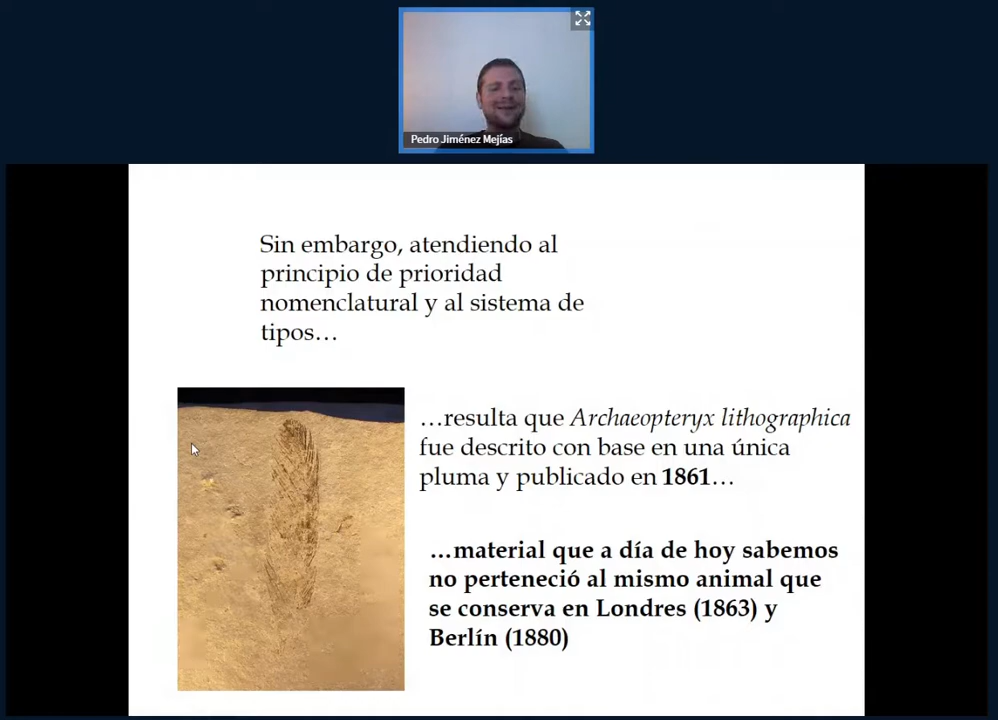 Pedro Jiménez Mejías
Sin embargo, atendiendo al
principio de prioridad
nomenclatural y al sistema de
tipos…
…resulta que Archaeopteryx lithographica
fue descrito con base en una única
pluma y publicado en 1861…
…material que a día de hoy sabemos
no perteneció al mismo animal que
se conserva en Londres (1863) y
Berlín (1880)